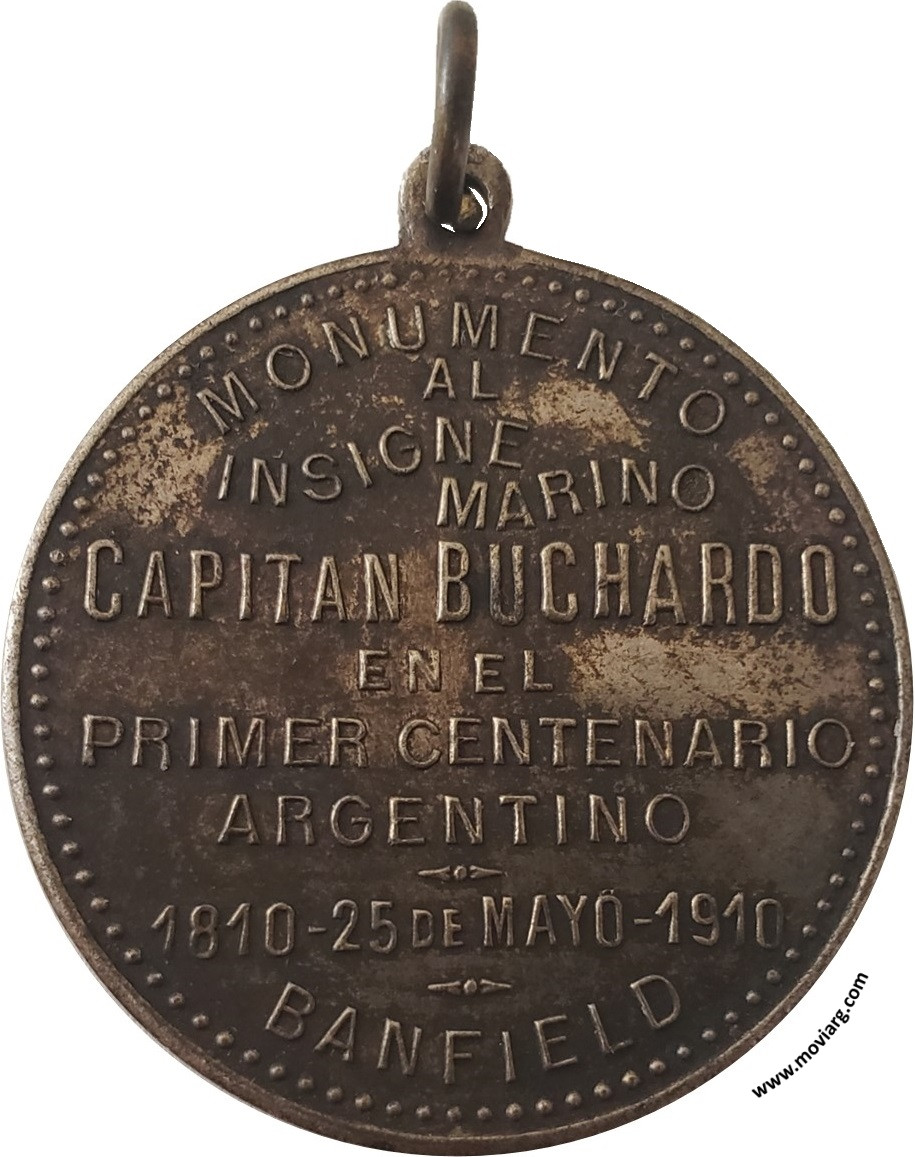 MONUMENTO
AL
INSIGNE
MARINO
CAPITAN BUCHARDO
EN EL
PRIMER CENTENARIO
ARGENTINO
1810-25 DE MAYO-1910
BANFIELD
www.moviarg.com